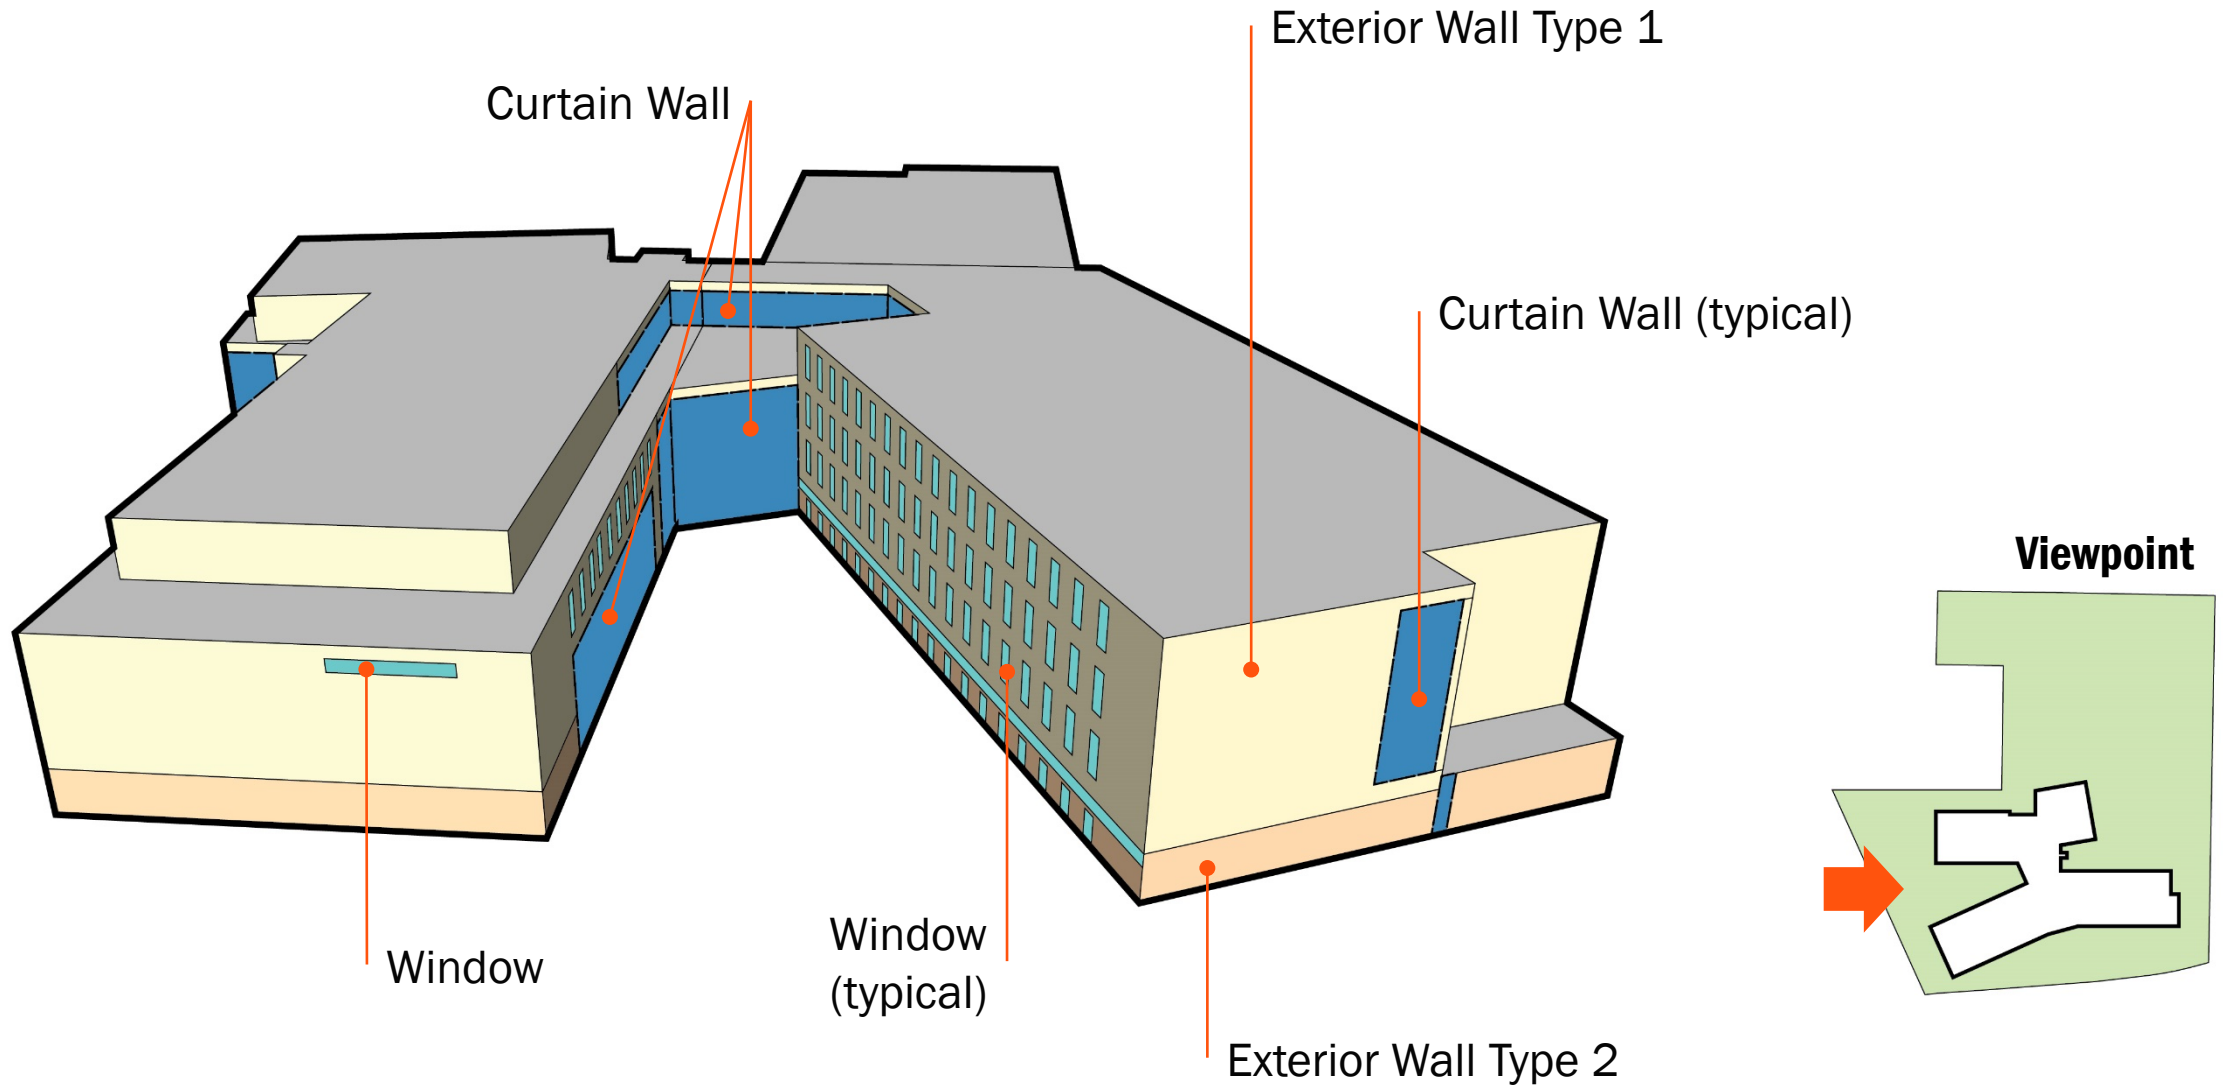 Exterior Wall Type 1
Curtain Wall
Curtain Wall (typical)
Viewpoint
Window
(typical)
Window
Exterior Wall Type 2